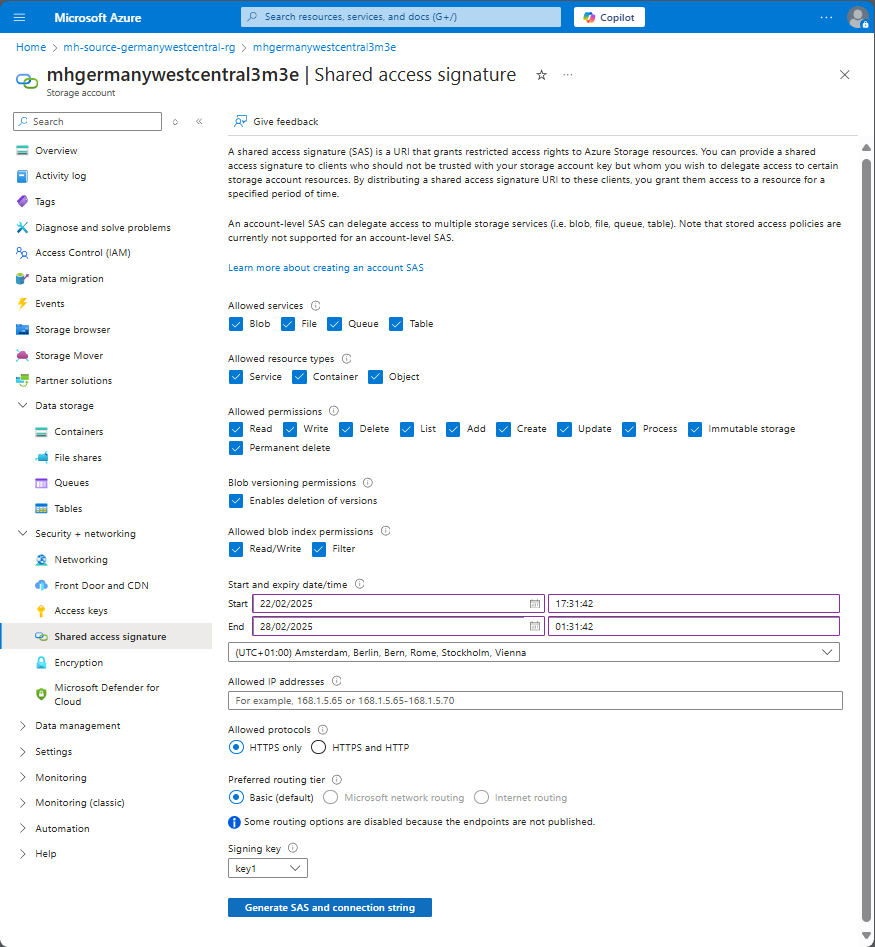 Microsoft Azure
Search resources, services, and docs (G+/)
Copilot
Home > mh-source-germanywestcentral-rg > mhgermanywestcentral3m3e
mhgermanywestcentral3m3e | Shared access signature
Storage account
Search
Overview
Activity log
Tags
Diagnose and solve problems
Access Control (IAM)
Data migration
Events
Storage browser
Storage Mover
Partner solutions
Data storage
Containers
File shares
Queues
Tables
Security + networking
Networking
Front Door and CDN
Access keys
Shared access signature
Encryption
Microsoft Defender for
Cloud
Data management
Settings
Monitoring
Monitoring (classic)
Automation
Help
Give feedback
A shared access signature (SAS) is a URI that grants restricted access rights to Azure Storage resources. You can provide a shared
access signature to clients who should not be trusted with your storage account key but whom you wish to delegate access to certain
storage account resources. By distributing a shared access signature URI to these clients, you grant them access to a resource for a
specified period of time.
An account-level SAS can delegate access to multiple storage services (i.e. blob, file, queue, table). Note that stored access policies are
currently not supported for an account-level SAS.
Learn more about creating an account SAS
Allowed services
Blob File Queue Table
Allowed resource types
Service Container Object
Allowed permissions
Read Write Delete List Add Create Update Process Immutable storage
Permanent delete
Blob versioning permissions
Enables deletion of versions
Allowed blob index permissions
Read/Write Filter
Start and expiry date/time
Start 22/02/2025 17:31:42
End 28/02/2025 01:31:42
(UTC+01:00) Amsterdam, Berlin, Bern, Rome, Stockholm, Vienna
Allowed IP addresses
For example, 168.1.5.65 or 168.1.5.65-168.1.5.70
Allowed protocols
HTTPS only HTTPS and HTTP
Preferred routing tier
Basic (default) Microsoft network routing Internet routing
Some routing options are disabled because the endpoints are not published.
Signing key
key1
Generate SAS and connection string